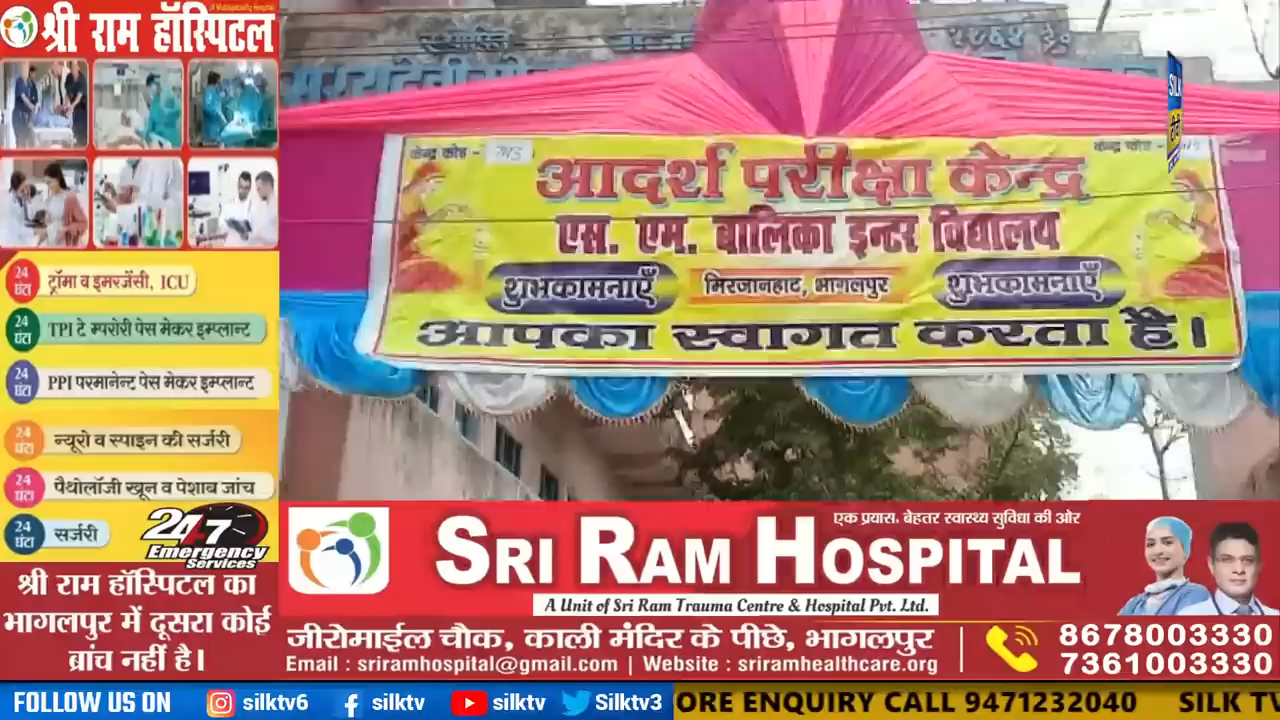 A Multispeciality Hospital
श्री राम हॉस्पिटल
24 घंटा ट्रॉमा व इमरजेंसी, ICU
24 घंटा TPI टे म्परोरी पेस मेकर इम्प्लान्ट
24 घंटा PPI परमानेन्ट पेस मेकर इम्प्लान्ट
24 घंटा न्यूरो व स्पाइन की सर्जरी
24 घंटा पैथोलॉजी खून व पेशाब जांच
24 घंटा सर्जरी
24x7
Emergency
Services
श्री राम हॉस्पिटल का
भागलपुर में दूसरा कोई
ब्रांच नहीं है।
स्थापित
SILK
टीवी
केन्द्र कोड - केन्द्र कोड -
आदर्श परीक्षा केन्द्र
एस. एम. बालिका इन्टर विद्यालय
शुभकामनाएँ मिरजानहाट, भागलपुर शुभकामनाएँ
आपका स्वागत करता है।
एक प्रयास, बेहतर स्वास्थ्य सुविधा की ओर
SRI RAM HOSPITAL
A Unit of Sri Ram Trauma Centre & Hospital Pvt. Ltd.
जीरोमाईल चौक, काली मंदिर के पीछे, भागलपुर
Email : sriramhospital@gmail.com | Website : sriramhealthcare.org
8678003330
7361003330
FOLLOW US ON silktv6 silktv silktv Silktv3 ORE ENQUIRY CALL 9471232040 SILK TV